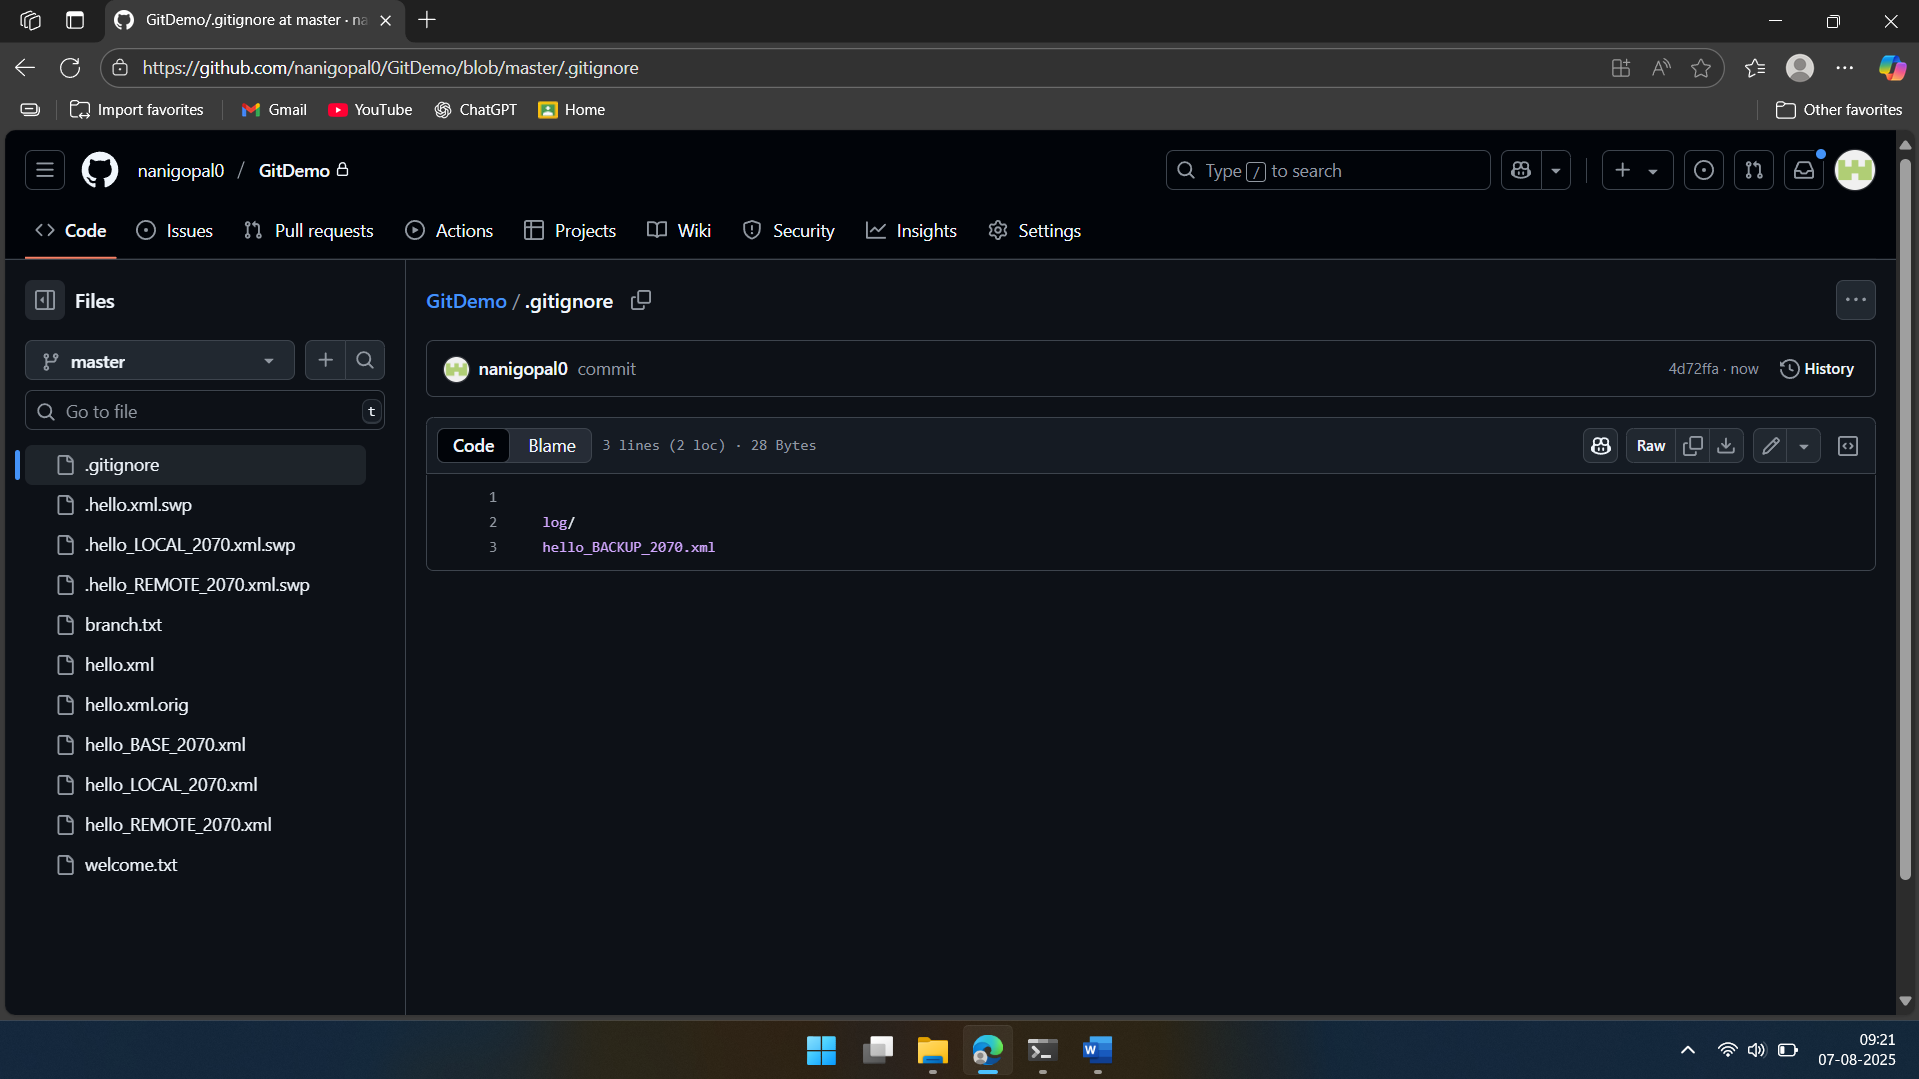 GitDemo/.gitignore at master · na
https://github.com/nanigopal0/GitDemo/blob/master/.gitignore
Import favorites
Gmail
YouTube
ChatGPT
Home
Other favorites
nanigopal0 / GitDemo
Type / to search
Code
Issues
Pull requests
Actions
Projects
Wiki
Security
Insights
Settings
Files
master
Go to file
t
.gitignore
.hello.xml.swp
.hello_LOCAL_2070.xml.swp
.hello_REMOTE_2070.xml.swp
branch.txt
hello.xml
hello.xml.orig
hello_BASE_2070.xml
hello_LOCAL_2070.xml
hello_REMOTE_2070.xml
welcome.txt
GitDemo / .gitignore
nanigopal0 commit
4d72ffa · now
History
Code
Blame
3 lines (2 loc) · 28 Bytes
Raw
1
2 log/
3 hello_BACKUP_2070.xml
09:21
07-08-2025